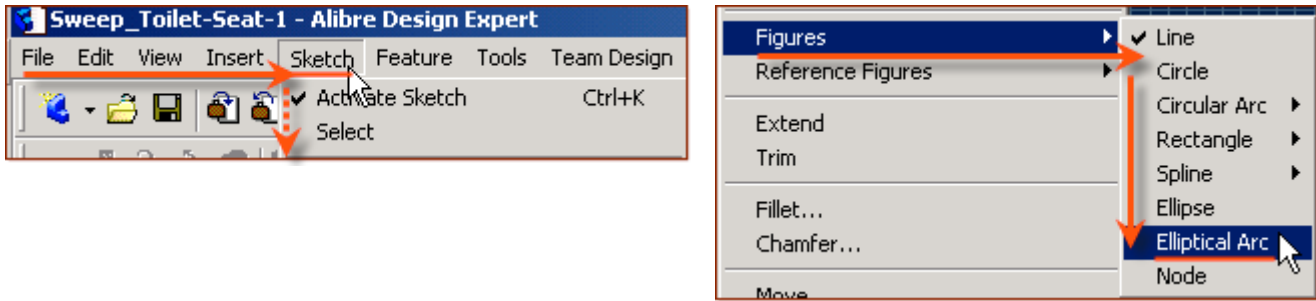 Sweep_Toilet-Seat-1 - Alibre Design Expert
File Edit View Insert Sketch Feature Tools Team Design
Activate Sketch Ctrl+K
Select
Figures
Reference Figures
Extend
Trim
Fillet...
Chamfer...
Move
Line
Circle
Circular Arc
Rectangle
Spline
Ellipse
Elliptical Arc
Node